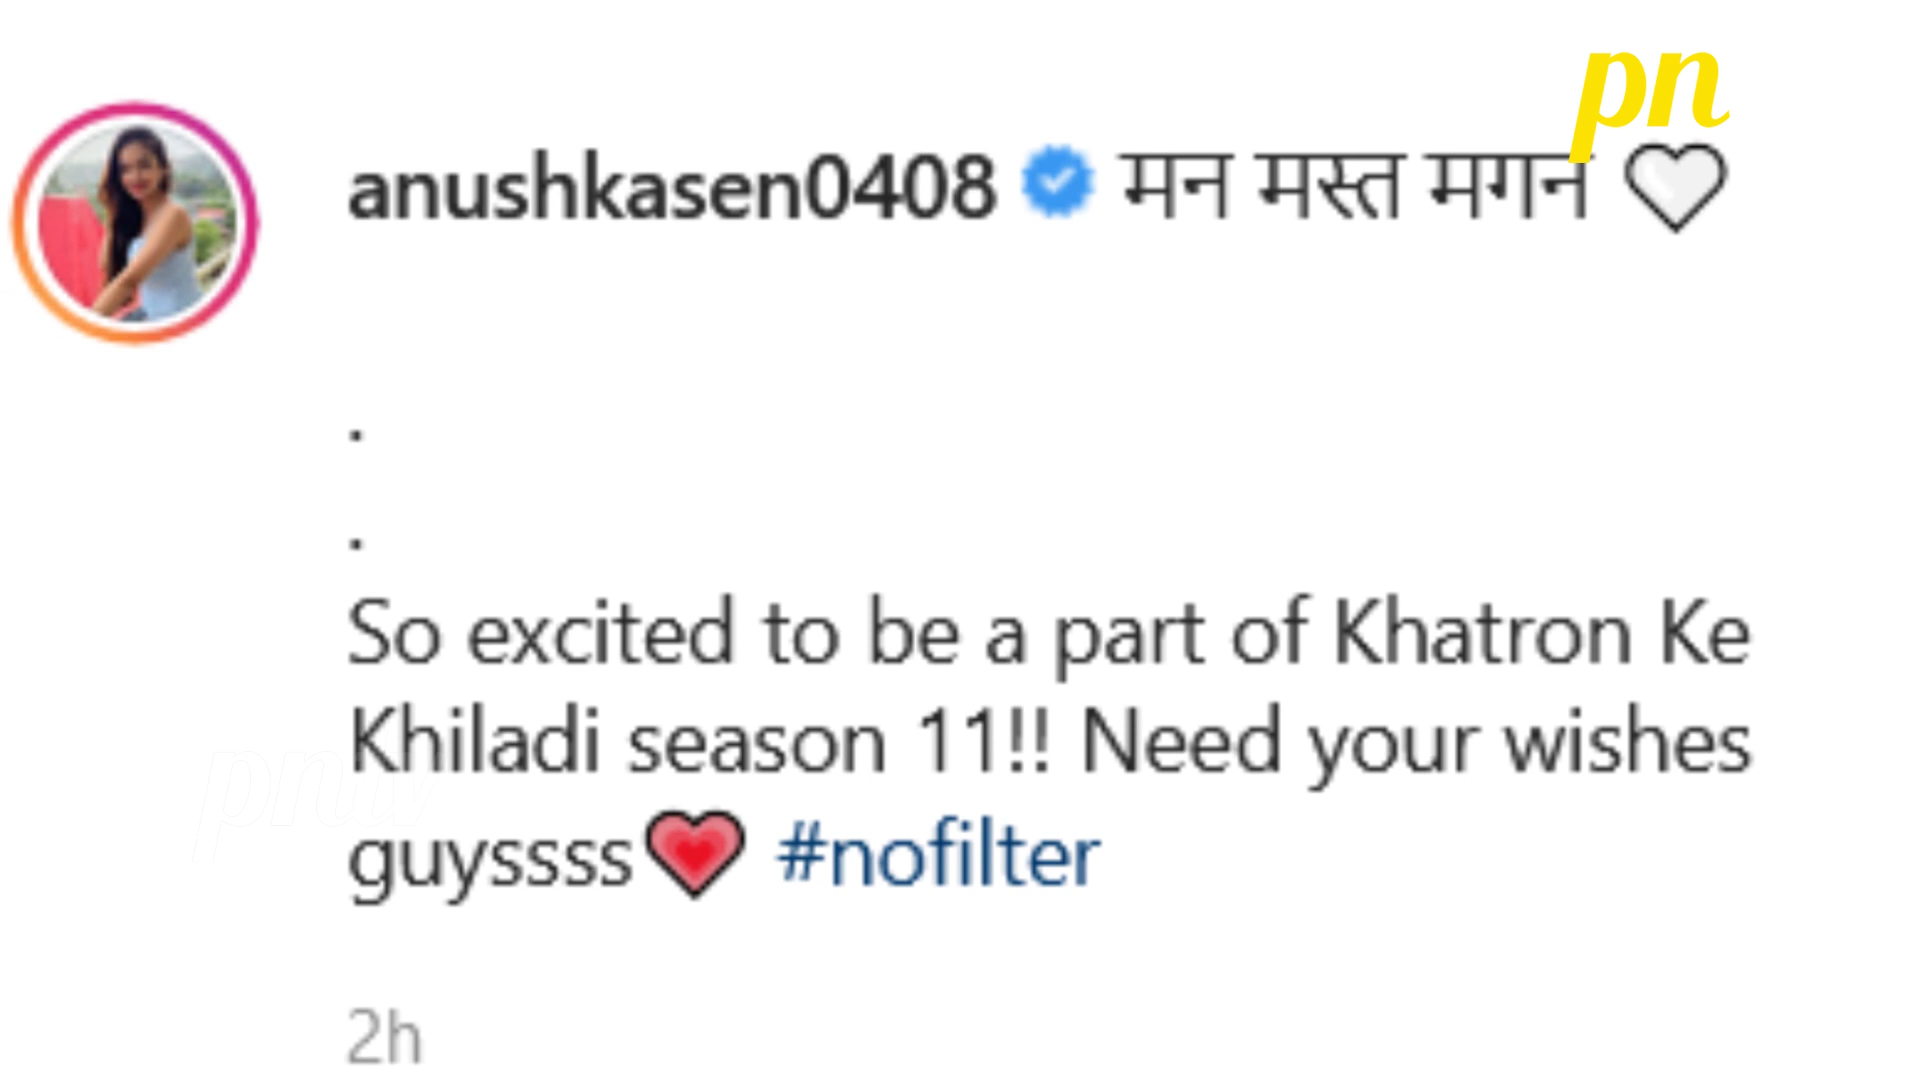 pn
anushkasen0408 मन मस्त मगन 🤍
.
.
So excited to be a part of Khatron Ke
Khiladi season 11!! Need your wishes
guyssss💗 #nofilter
2h